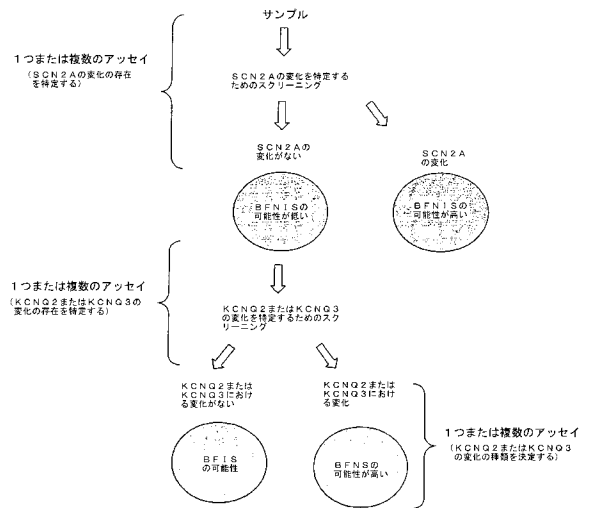 サンプル
1つまたは複数のアッセイ
(SCN2Aの変化の存在
を特定する)
SCN2Aの変化を特定する
ためのスクリーニング
SCN2Aの
変化がない
SCN2A
の変化
BFNISの
可能性が低い
BFNISの
可能性が高い
1つまたは複数のアッセイ
(KCNQ2またはKCNQ3の
変化の存在を特定する)
KCNQ2またはKCNQ3
の変化を特定するためのスク
リーニング
KCNQ2または
KCNQ3におけ
る変化がない
KCNQ2または
KCNQ3におけ
る変化
BFIS
の可能性
BFNSの
可能性が高い
1つまたは複数のアッセイ
(KCNQ2またはKCNQ3
の変化の種類を決定する)